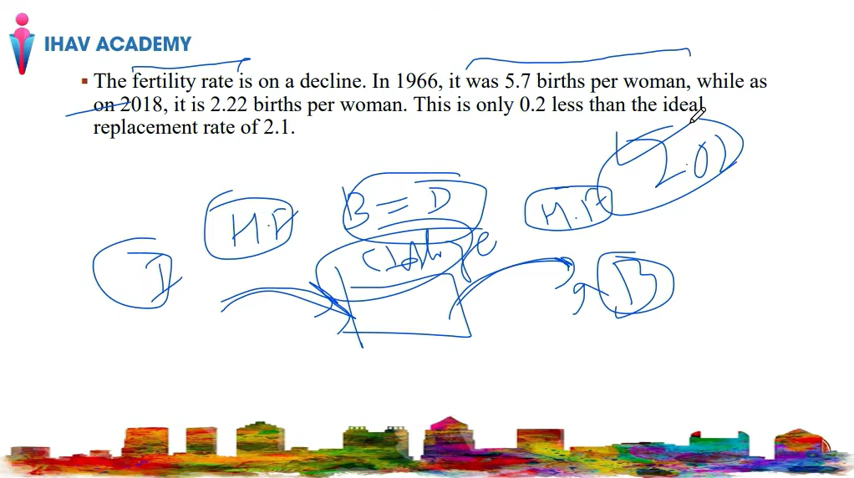 IHAV ACADEMY
▪ The fertility rate is on a decline. In 1966, it was 5.7 births per woman, while as
on 2018, it is 2.22 births per woman. This is only 0.2 less than the ideal
replacement rate of 2.1.
2.02
B = D
I
B